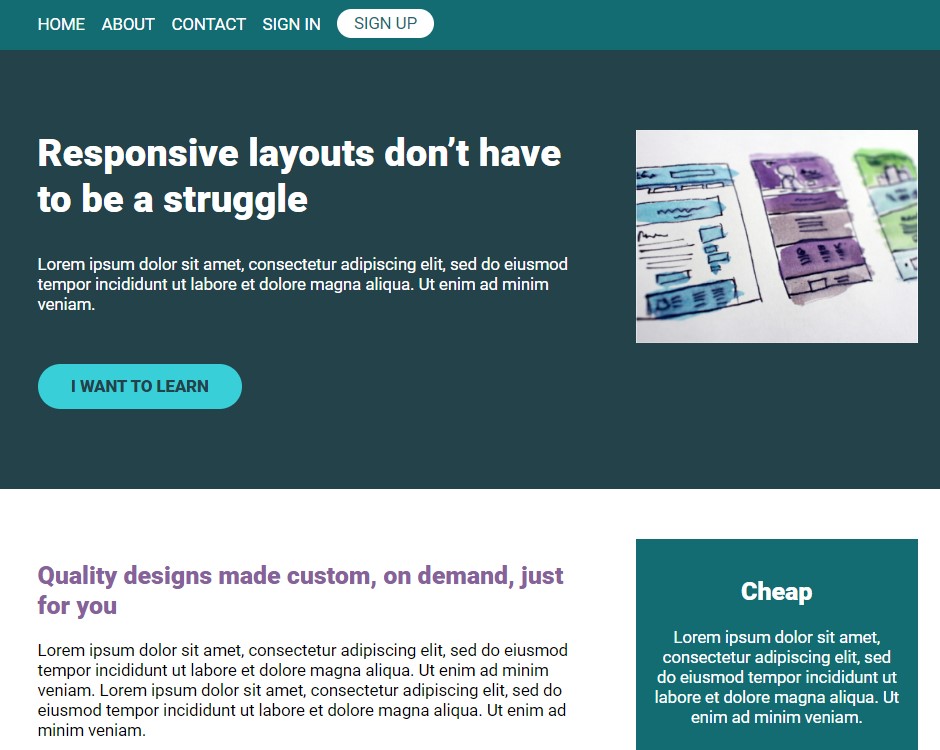 HOME ABOUT CONTACT SIGN IN SIGN UP
Responsive layouts don’t have
to be a struggle
Lorem ipsum dolor sit amet, consectetur adipiscing elit, sed do eiusmod
tempor incididunt ut labore et dolore magna aliqua. Ut enim ad minim
veniam.
I WANT TO LEARN
Quality designs made custom, on demand, just
for you
Lorem ipsum dolor sit amet, consectetur adipiscing elit, sed do eiusmod
tempor incididunt ut labore et dolore magna aliqua. Ut enim ad minim
veniam. Lorem ipsum dolor sit amet, consectetur adipiscing elit, sed do
eiusmod tempor incididunt ut labore et dolore magna aliqua. Ut enim ad
minim veniam.
Cheap
Lorem ipsum dolor sit amet,
consectetur adipiscing elit, sed
do eiusmod tempor incididunt ut
labore et dolore magna aliqua. Ut
enim ad minim veniam.